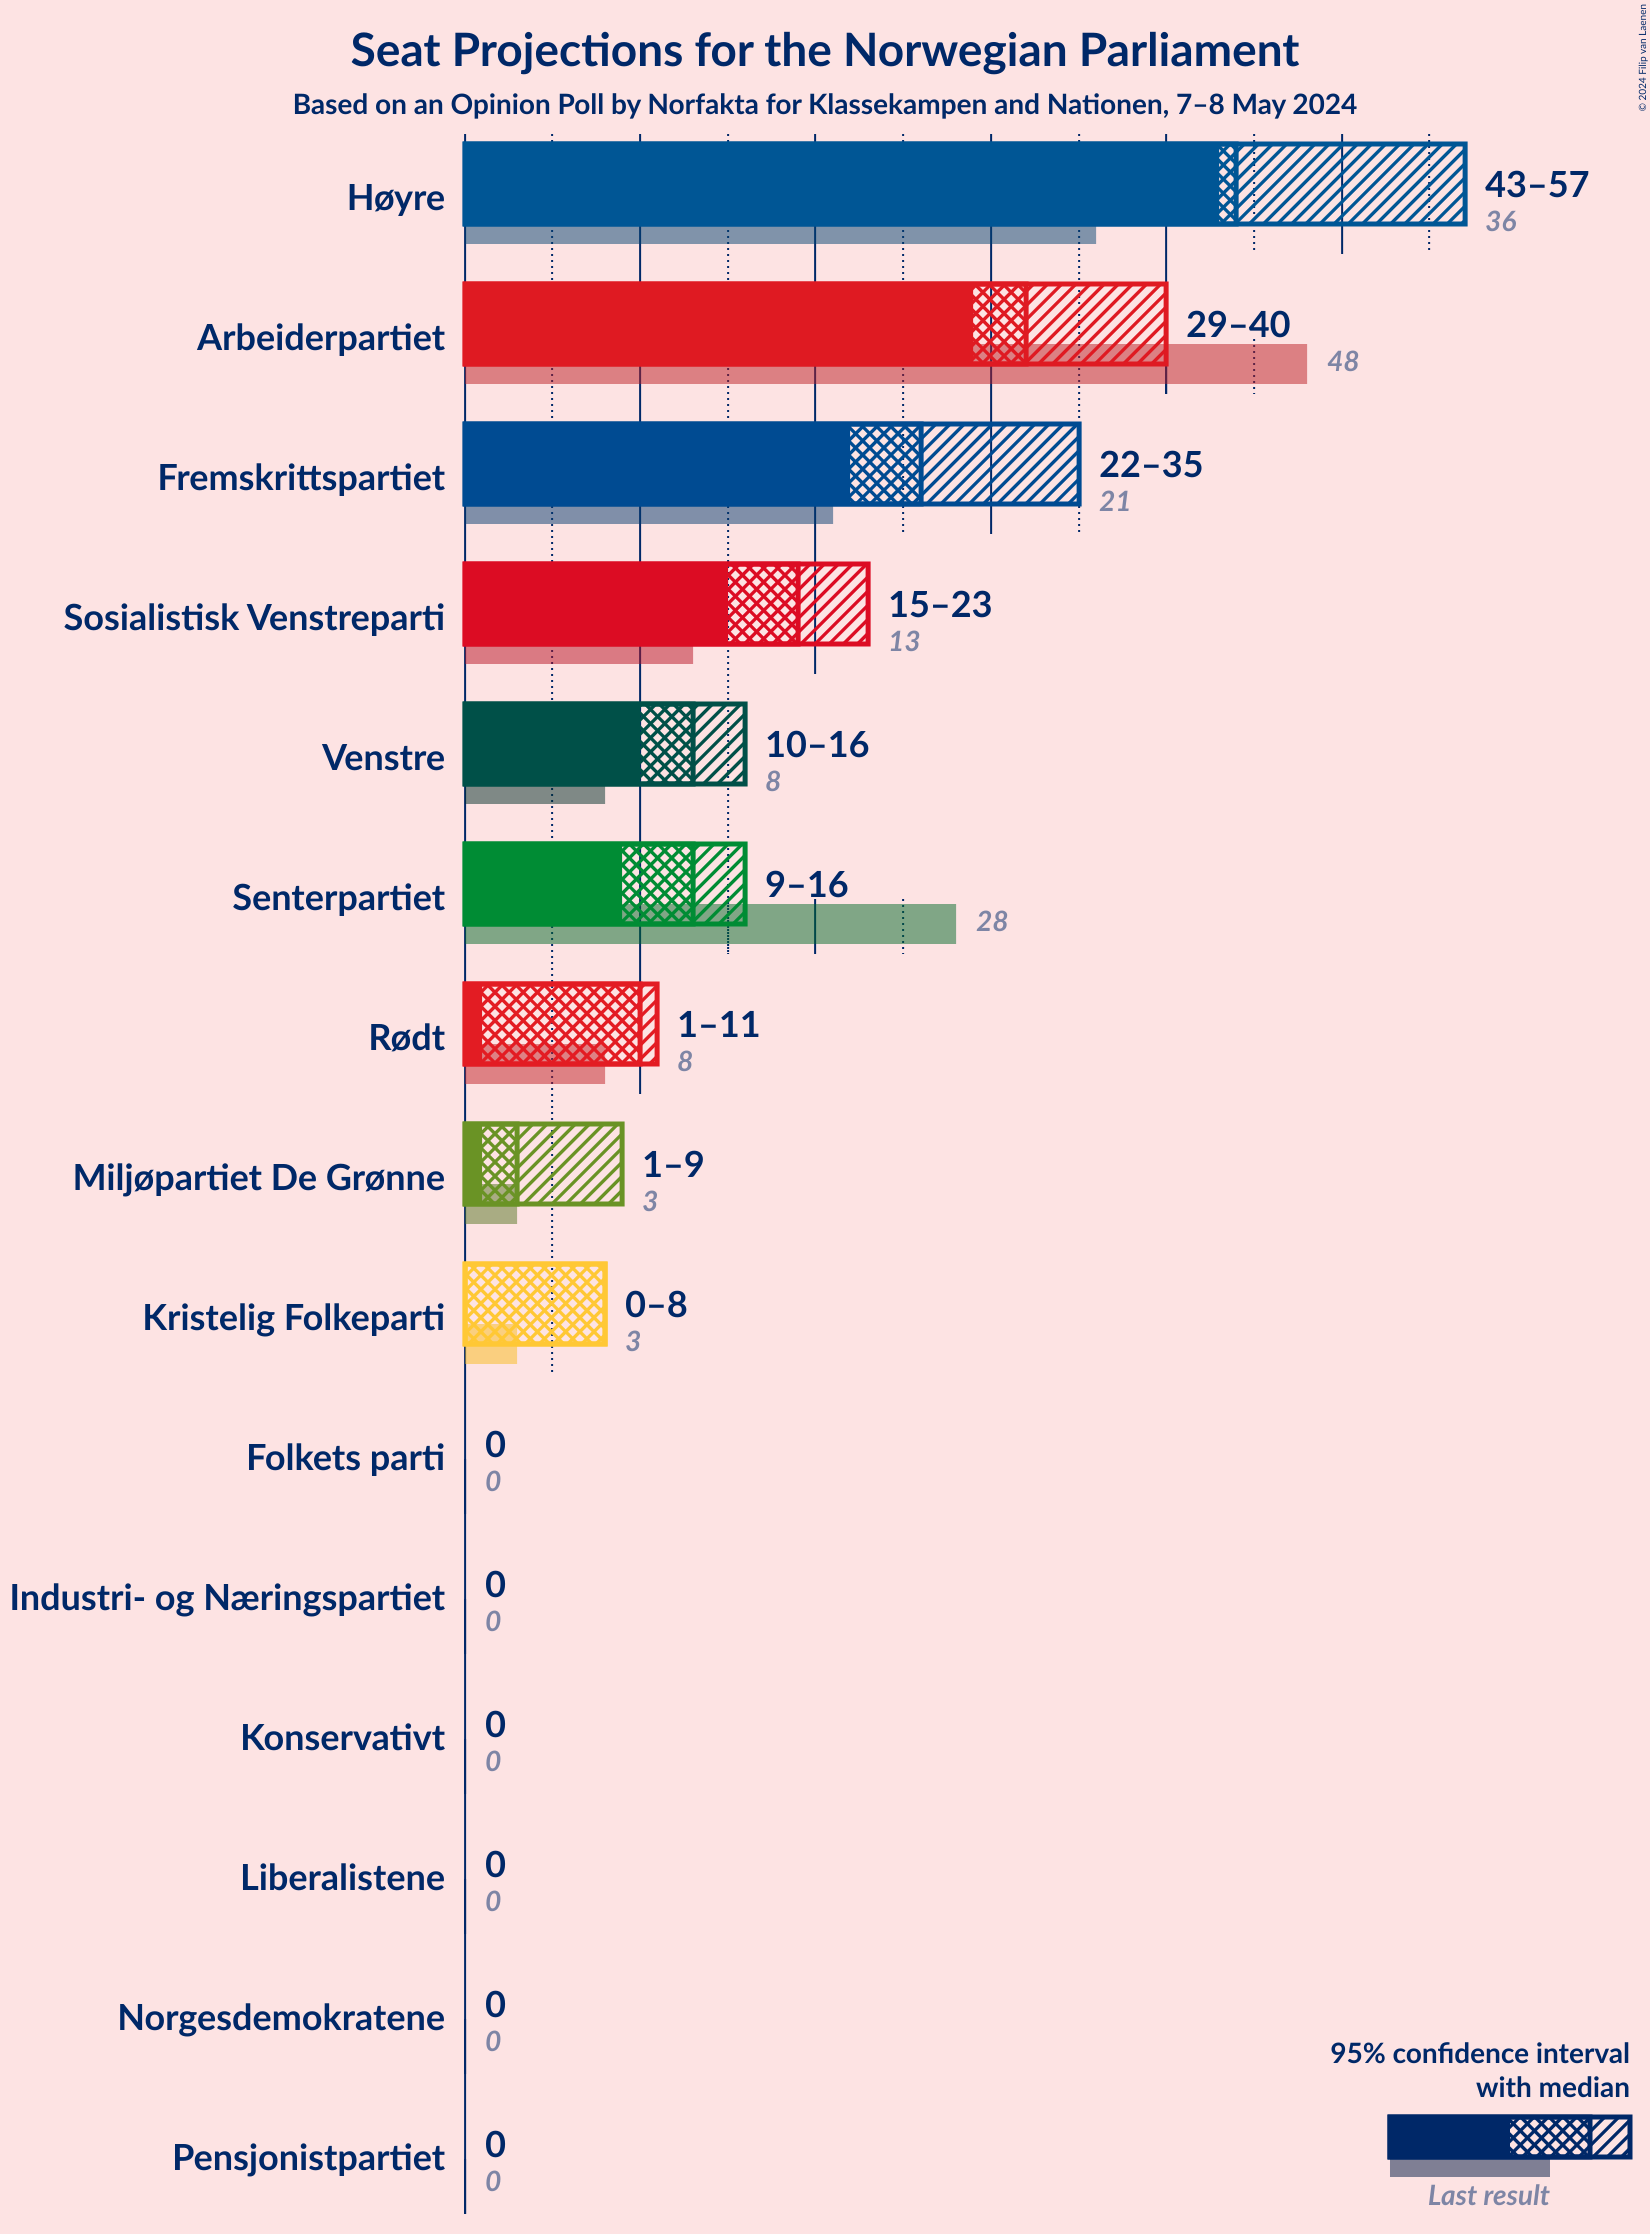 © 2024 Filip van Laenen
Seat Projections for the Norwegian Parliament
Based on an Opinion Poll by Norfakta for Klassekampen and Nationen, 7–8 May 2024
Høyre
43–57
36
Arbeiderpartiet
29–40
48
Fremskrittspartiet
22–35
21
Sosialistisk Venstreparti
15–23
13
Venstre
10–16
8
Senterpartiet
9–16
28
Rødt
1–11
8
Miljøpartiet De Grønne
1–9
3
Kristelig Folkeparti
0–8
3
Folkets parti
0
0
Industri- og Næringspartiet
0
0
Konservativt
0
0
Liberalistene
0
0
Norgesdemokratene
0
0
Pensjonistpartiet
0
0
95% confidence interval
with median
Last result